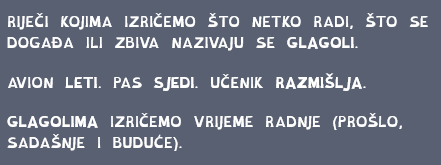 RIJEČI KOJIMA IZRIČEMO ŠTO NETKO RADI, ŠTO SE
DOGAĐA ILI ZBIVA NAZIVAJU SE GLAGOLI.
AVION LETI. PAS SJEDI. UČENIK RAZMIŠLJA.
GLAGOLIMA IZRIČEMO VRIJEME RADNJE (PROŠLO,
SADAŠNJE I BUDUĆE).